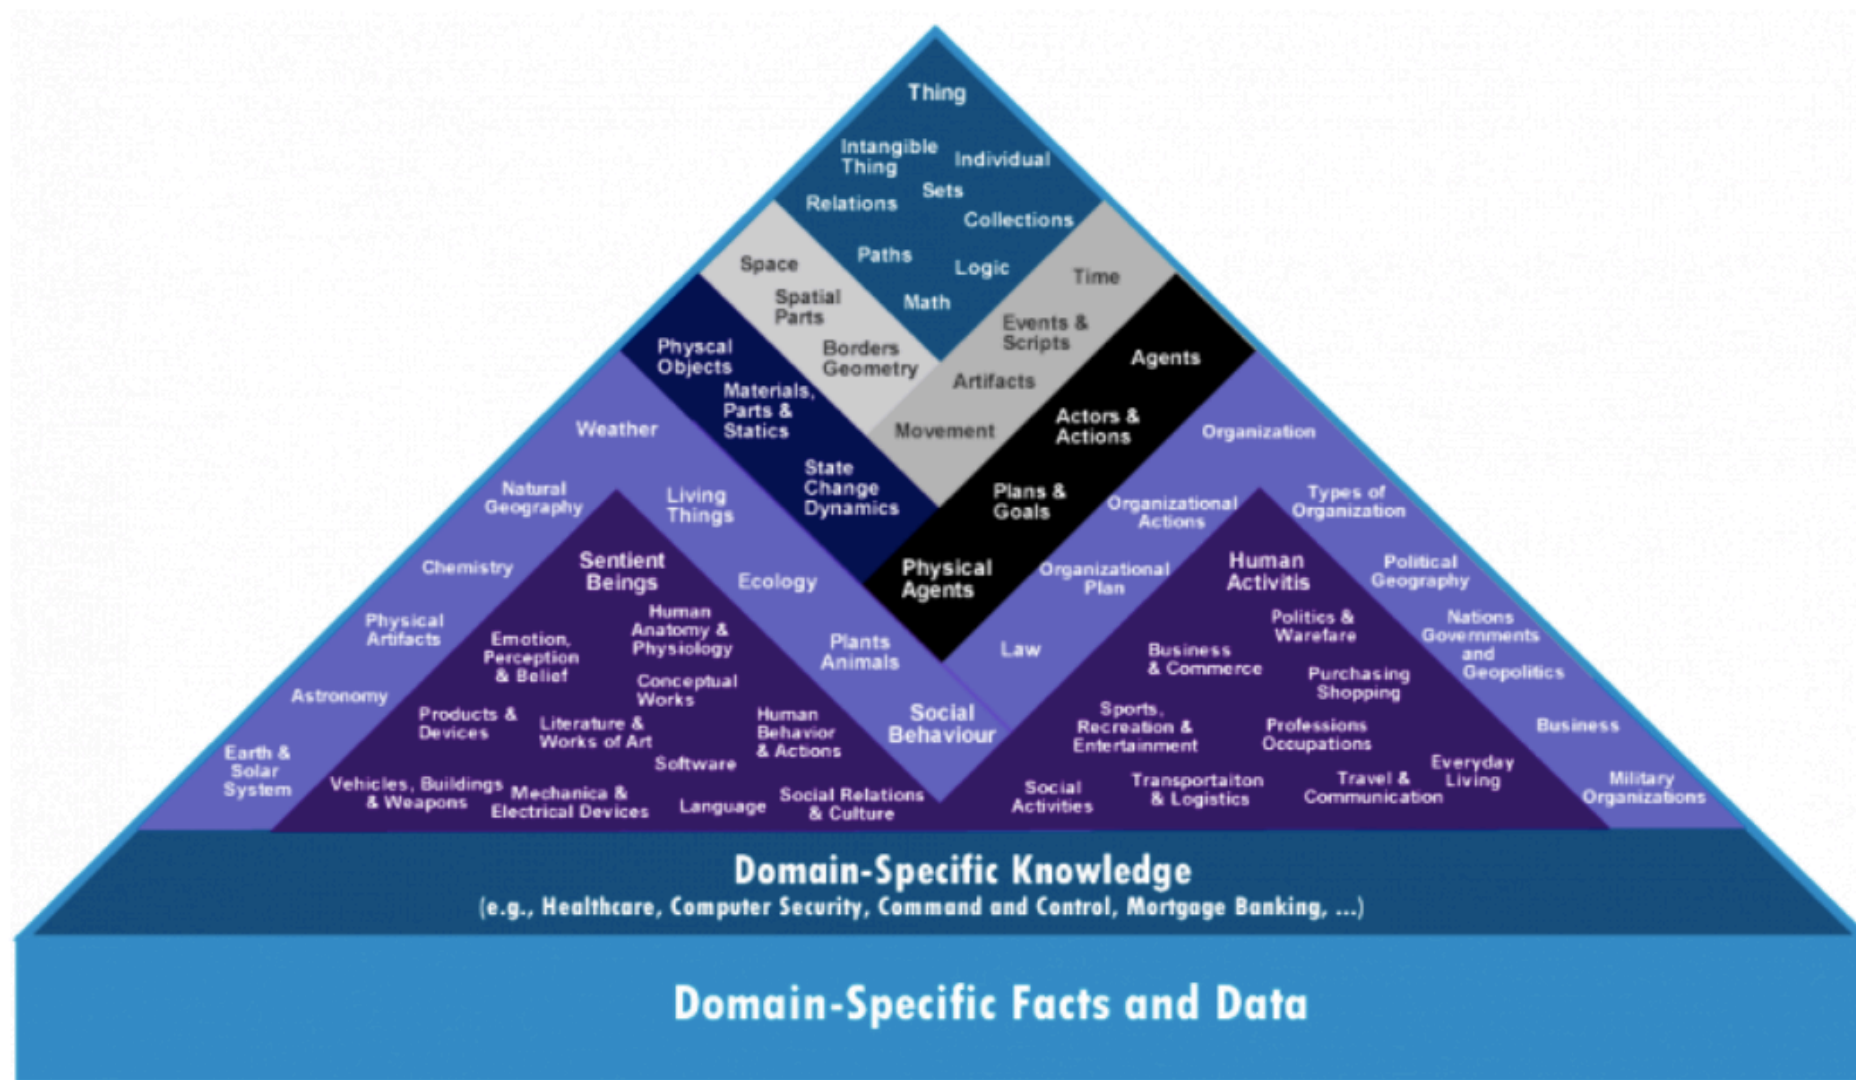 Thing
Intangible
Thing
Individual
Sets
Relations
Collections
Paths
Logic
Math
Space
Spatial
Parts
Borders
Geometry
Time
Events &
Scripts
Artifacts
Movement
Physcal
Objects
Materials,
Parts &
Statics
State
Change
Dynamics
Agents
Actors &
Actions
Plans &
Goals
Physical
Agents
Weather
Natural
Geography
Living
Things
Chemistry
Ecology
Physical
Artifacts
Plants
Animals
Astronomy
Social
Behaviour
Earth &
Solar
System
Organization
Organizational
Actions
Types of
Organization
Organizational
Plan
Political
Geography
Law
Nations
Governments
and
Geopolitics
Business
Military
Organizations
Sentient
Beings
Human
Anatomy &
Physiology
Emotion,
Perception
& Belief
Conceptual
Works
Products &
Devices
Literature &
Works of Art
Human
Behavior
& Actions
Software
Vehicles, Buildings
& Weapons
Mechanica &
Electrical Devices
Language
Social Relations
& Culture
Human
Activitis
Politics &
Warefare
Business
& Commerce
Purchasing
Shopping
Sports,
Recreation &
Entertainment
Professions
Occupations
Everyday
Living
Social
Activities
Transportaiton
& Logistics
Travel &
Communication
Domain-Specific Knowledge
(e.g., Healthcare, Computer Security, Command and Control, Mortgage Banking, ...)
Domain-Specific Facts and Data